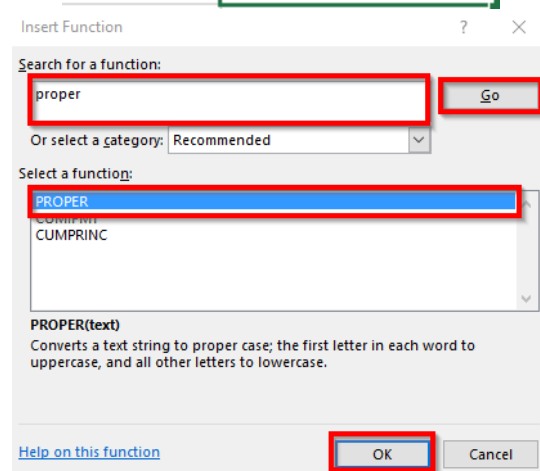 Insert Function ? ×
Search for a function:
proper
Go
Or select a category: Recommended
Select a function:
PROPER
CUMIPMT
CUMPRINC
PROPER(text)
Converts a text string to proper case; the first letter in each word to
uppercase, and all other letters to lowercase.
Help on this function
OK
Cancel